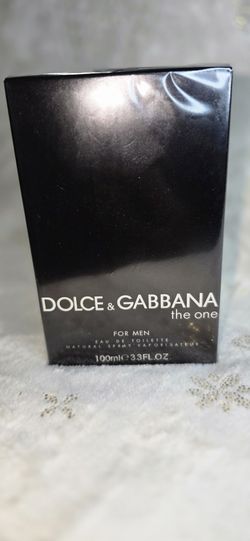 DOLCE & GABBANA
the one
FOR MEN
EAU DE TOILETTE
NATURAL SPRAY VAPORISATEUR
100ml℮3.3FL.OZ